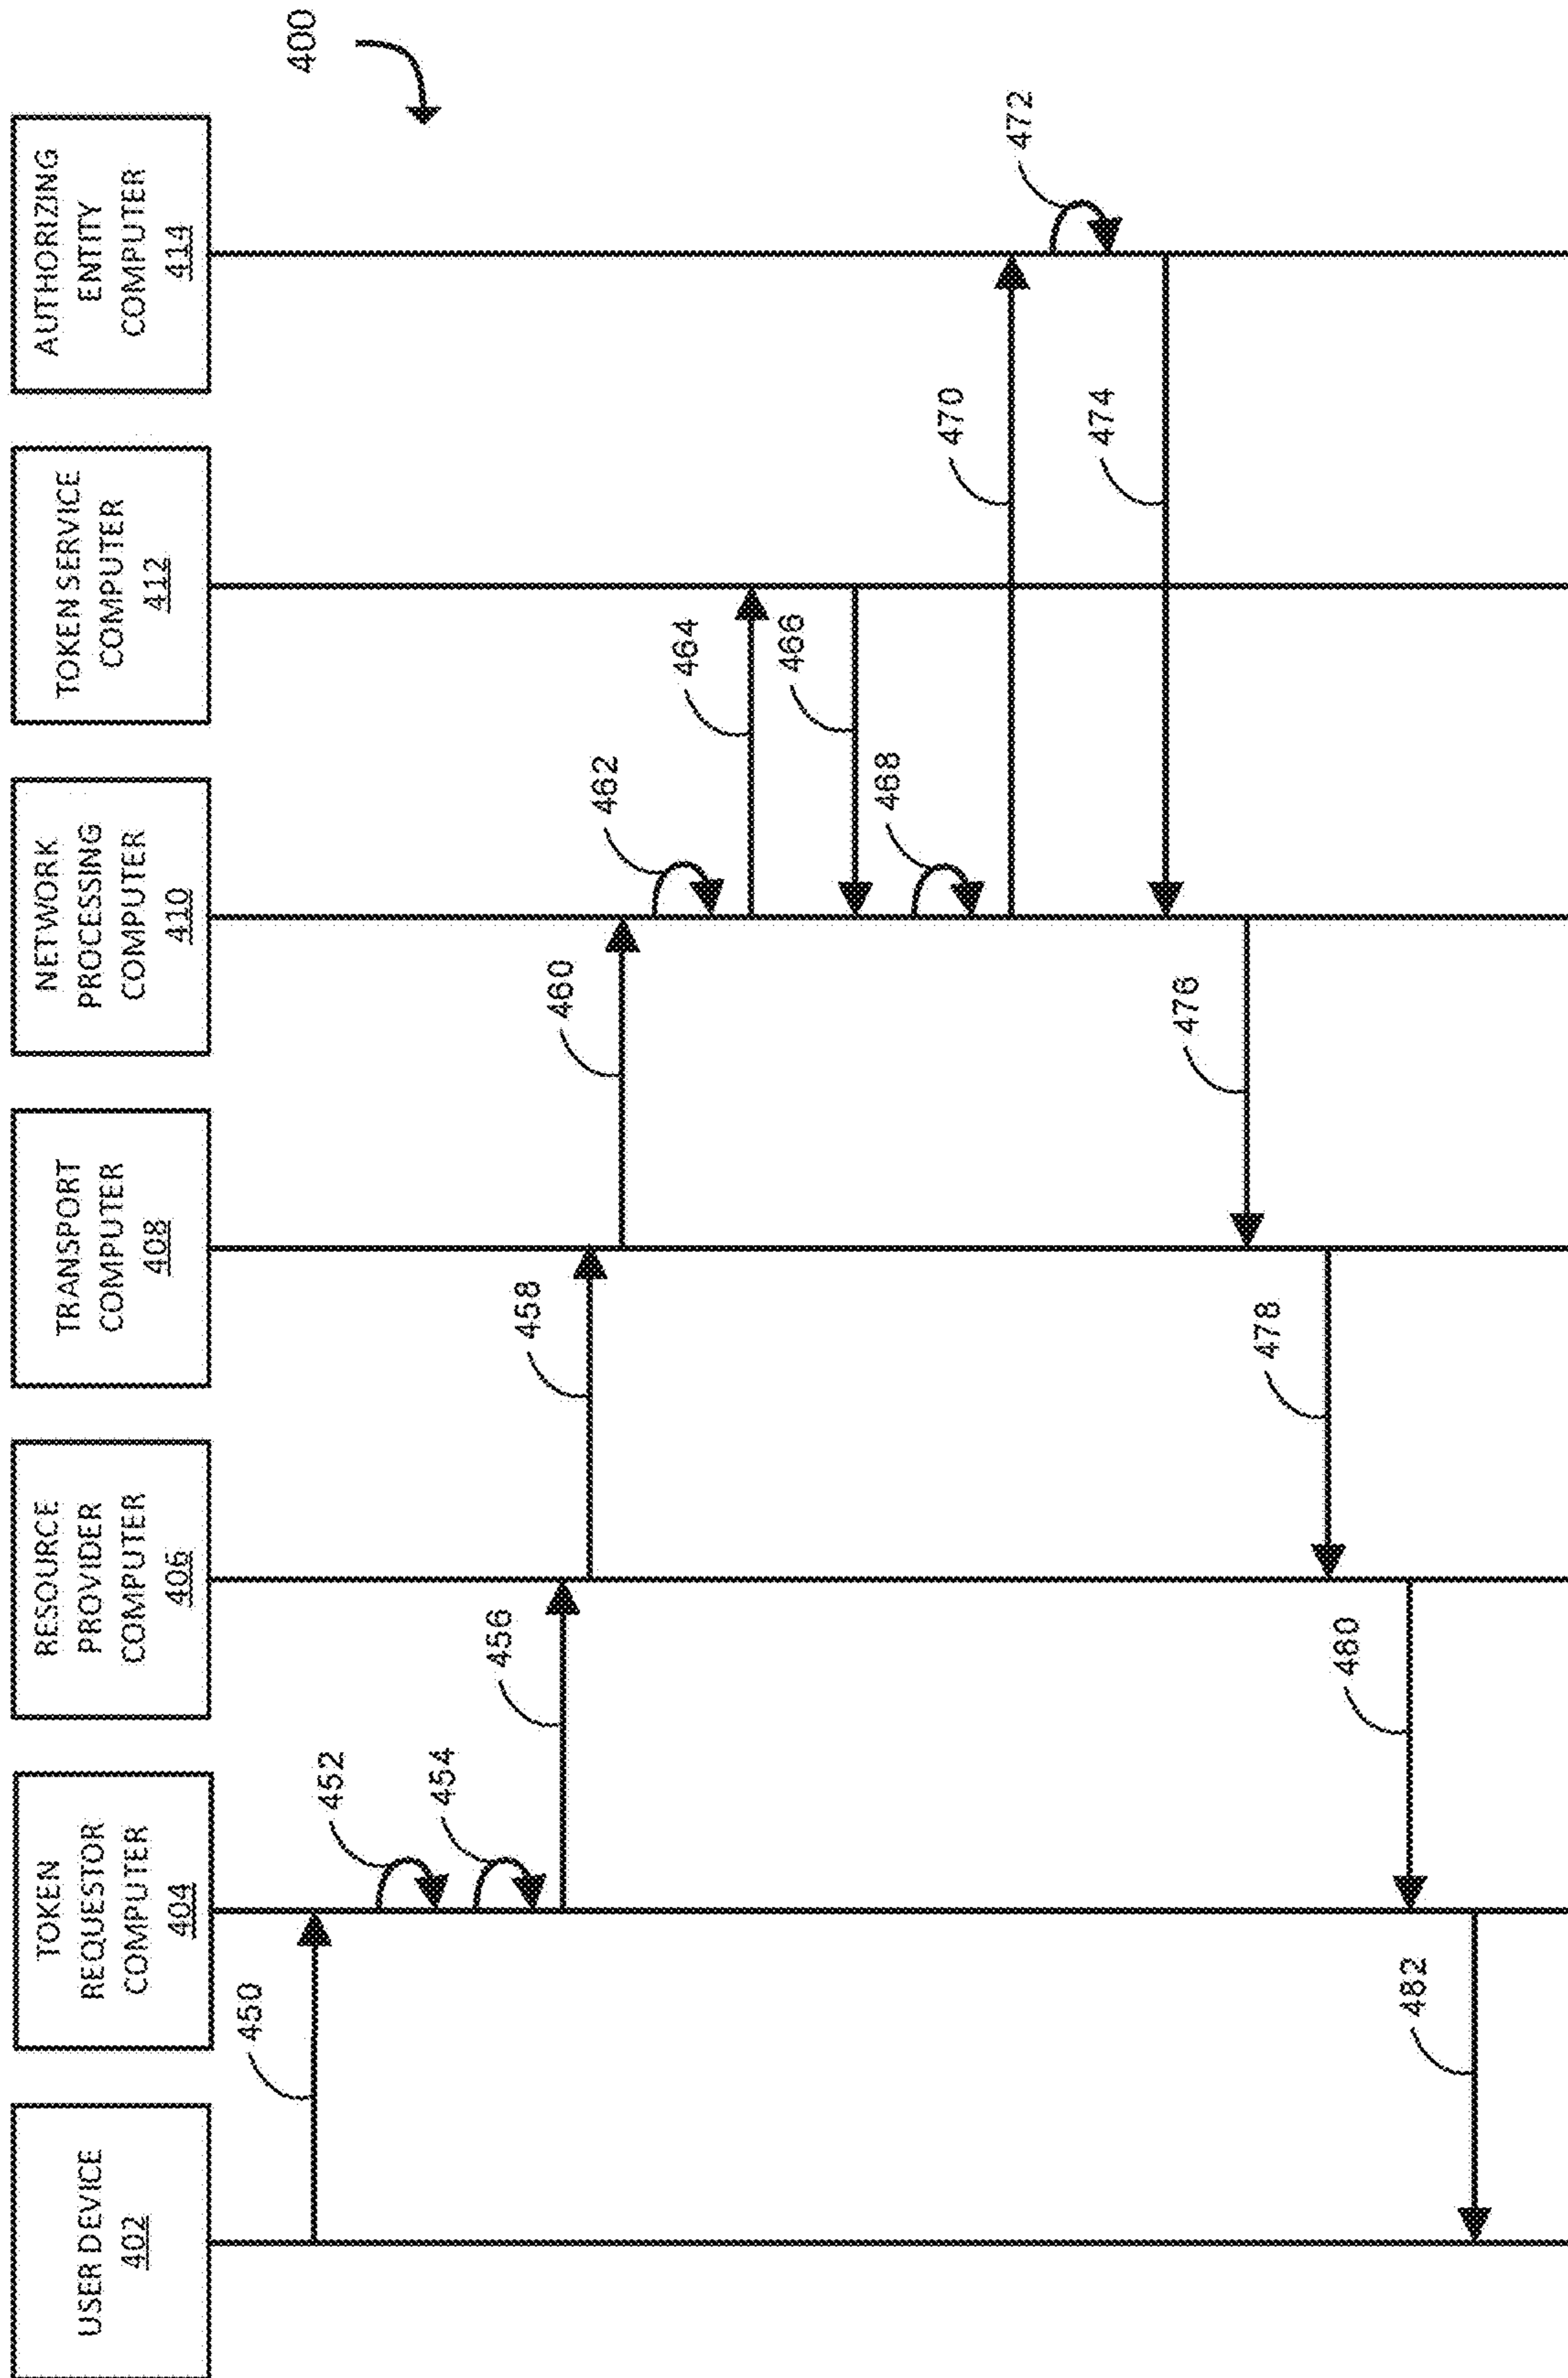 400
USER DEVICE
402
TOKEN
REQUESTOR
COMPUTER
404
RESOURCE
PROVIDER
COMPUTER
406
TRANSPORT
COMPUTER
408
NETWORK
PROCESSING
COMPUTER
410
TOKEN SERVICE
COMPUTER
412
AUTHORIZING
ENTITY
COMPUTER
414
450
452
454
456
458
460
462
464
466
468
470
472
474
476
478
480
482